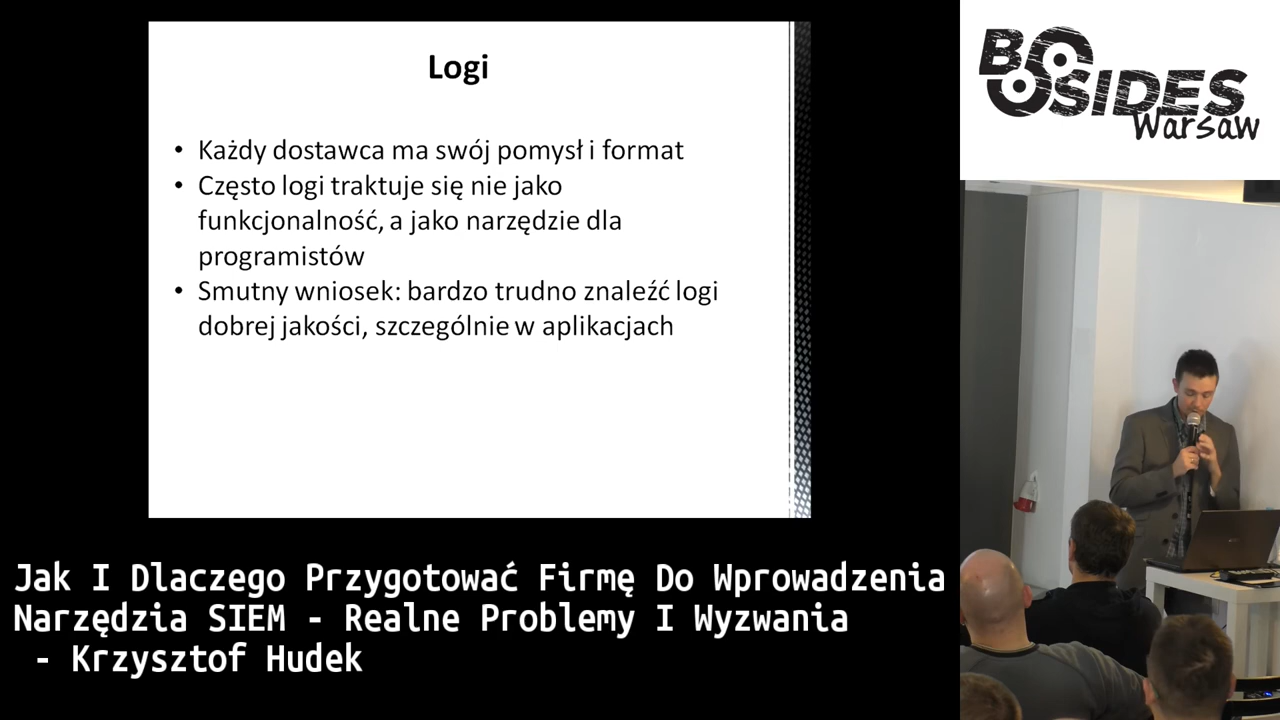 Logi
• Każdy dostawca ma swój pomysł i format
• Często logi traktuje się nie jako
funkcjonalność, a jako narzędzie dla
programistów
• Smutny wniosek: bardzo trudno znaleźć logi
dobrej jakości, szczególnie w aplikacjach
BSIDES
Warsaw
Jak I Dlaczego Przygotować Firmę Do Wprowadzenia
Narzędzia SIEM - Realne Problemy I Wyzwania
- Krzysztof Hudek